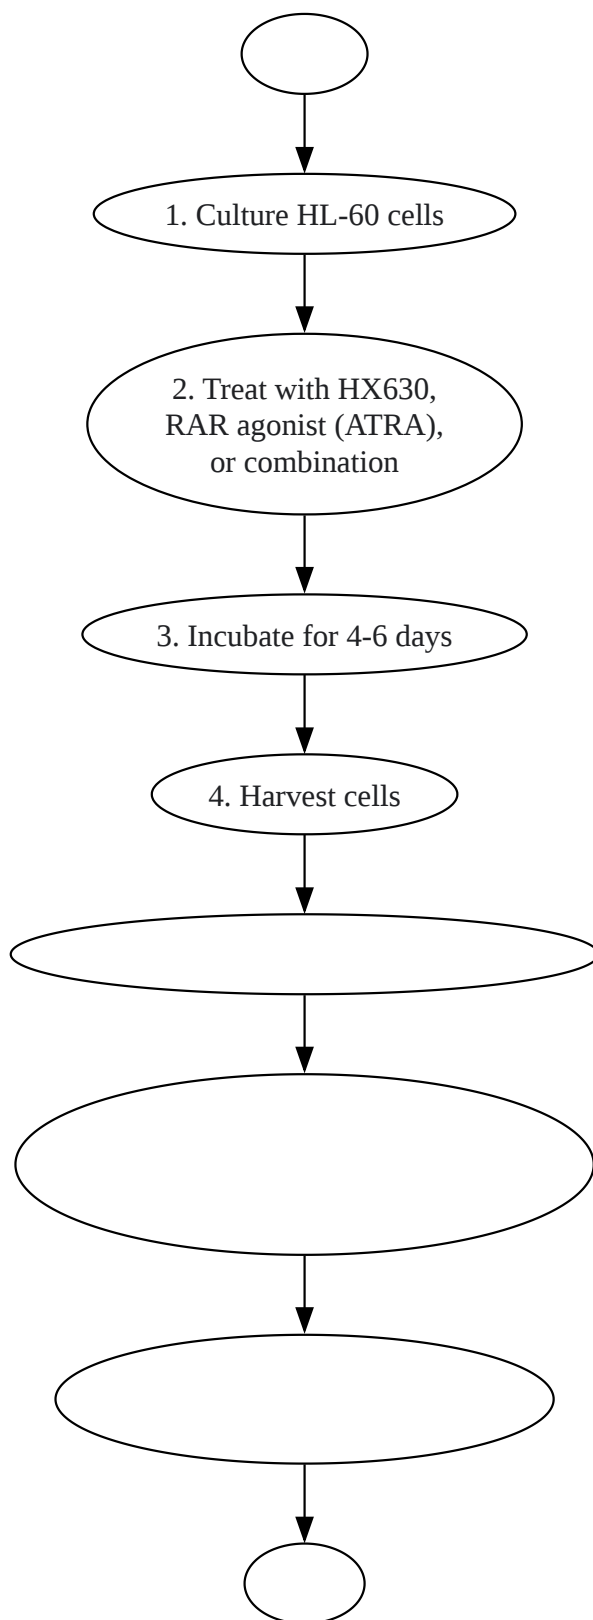 1. Culture HL-60 cells
2. Treat with HX630,
RAR agonist (ATRA),
or combination
3. Incubate for 4-6 days
4. Harvest cells